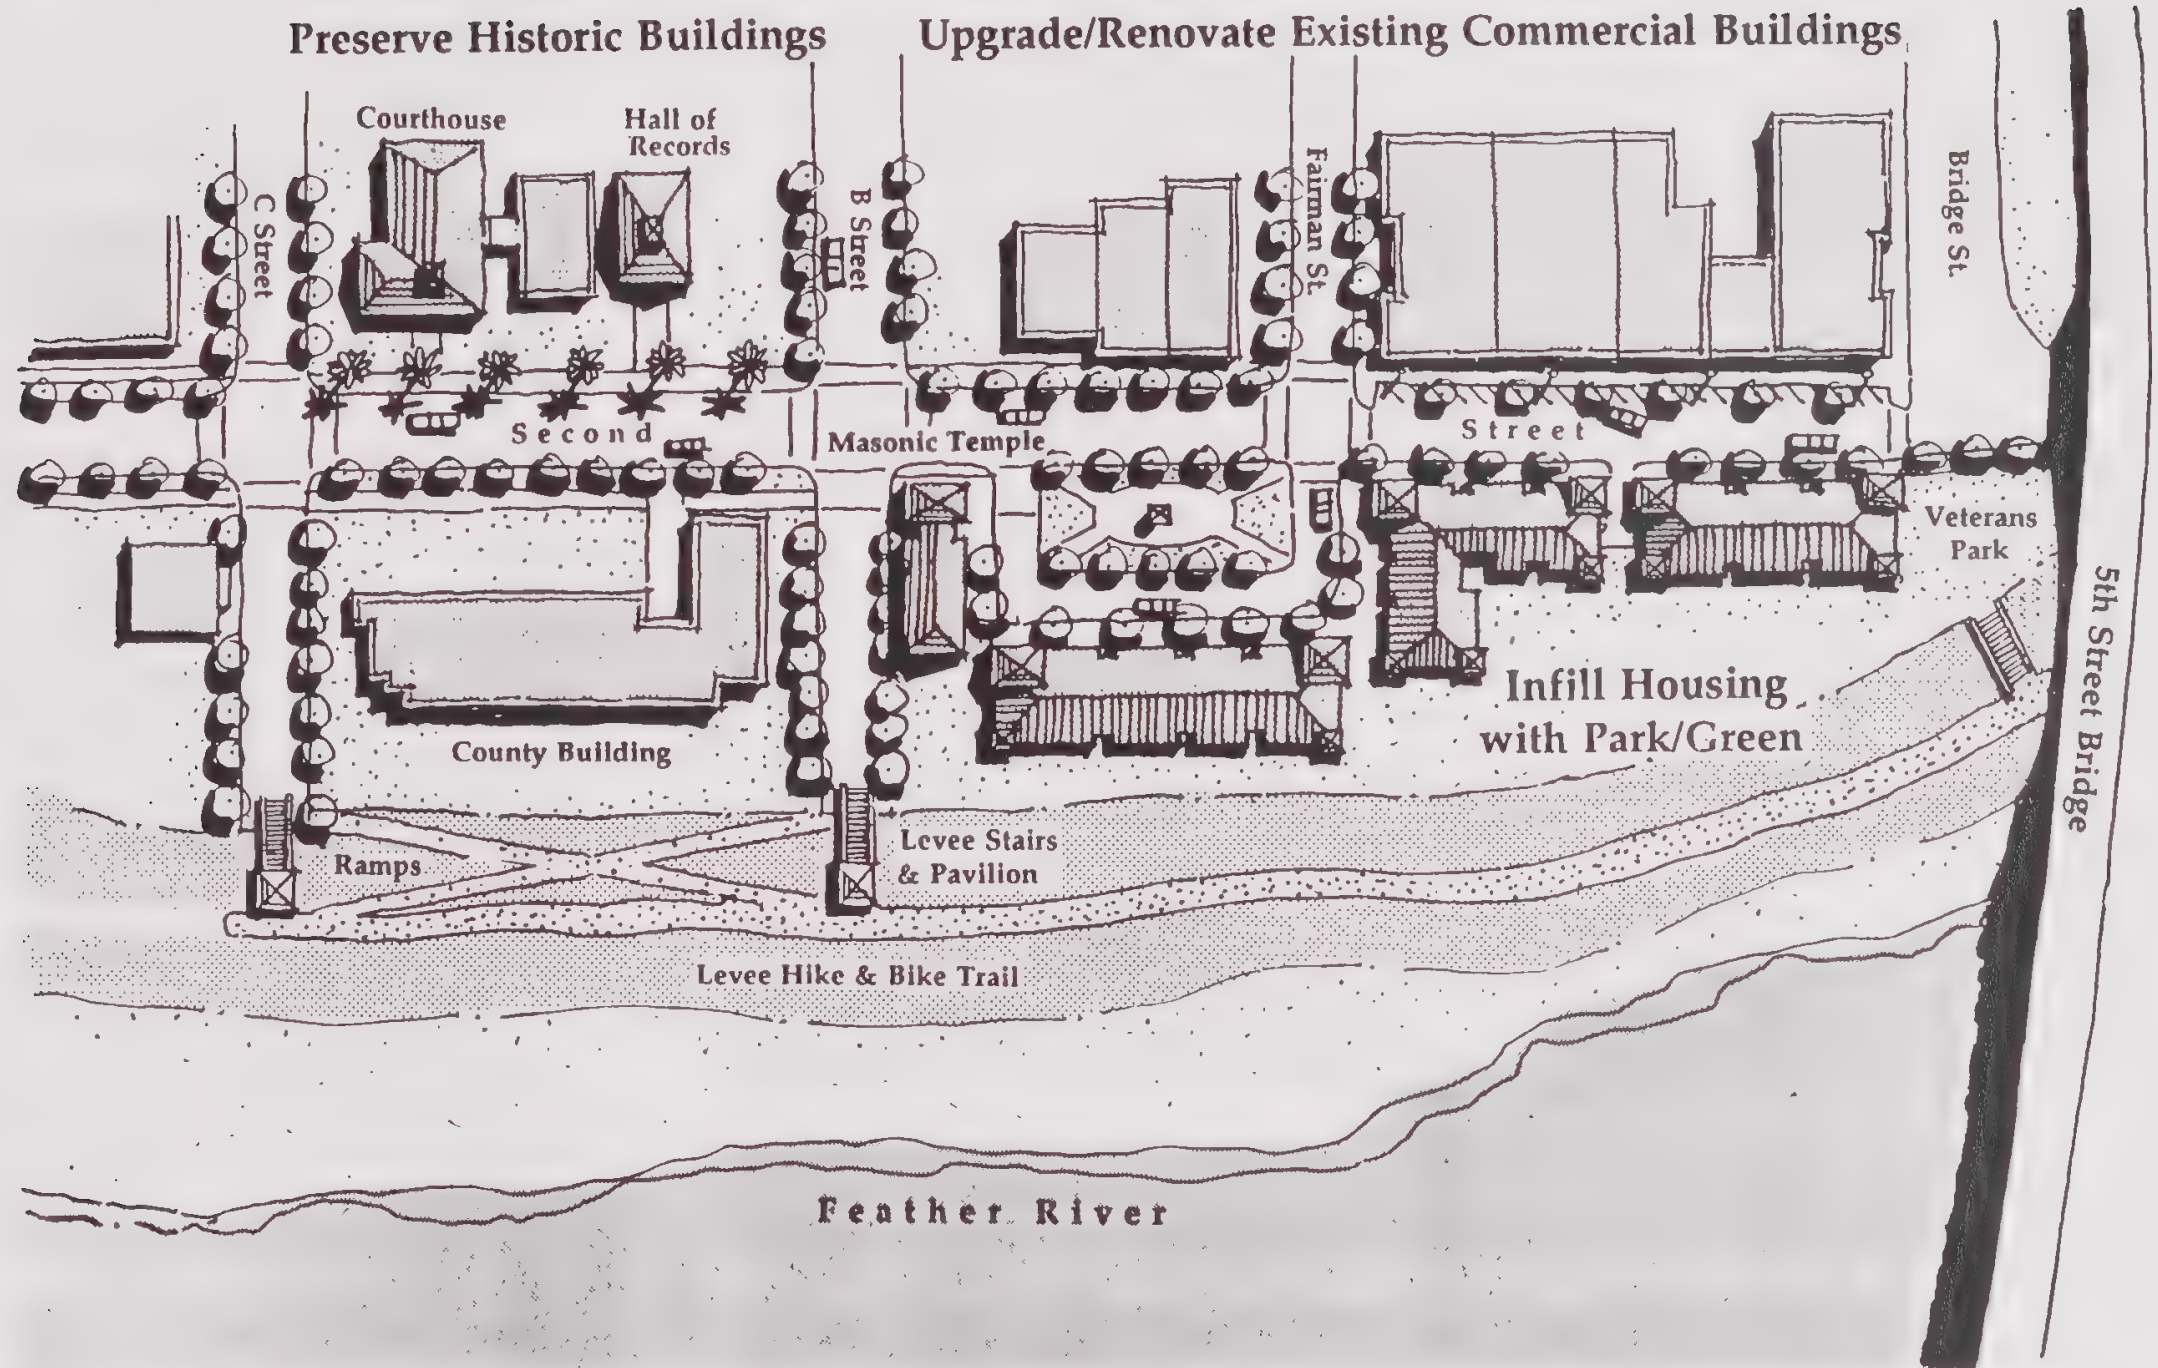 Preserve Historic Buildings
Upgrade/Renovate Existing Commercial Buildings
Courthouse
Hall of
Records
C Street
B Street
Fairman St.
Bridge St.
Second
Masonic Temple
Street
Veterans
Park
5th Street Bridge
Infill Housing
with Park/Green
County Building
Ramps
Levee Stairs
& Pavilion
Levee Hike & Bike Trail
Feather River